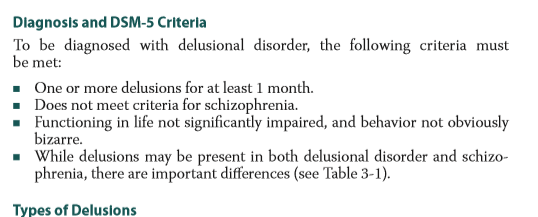 Diagnosis and DSM-5 Criteria
To be diagnosed with delusional disorder, the following criteria must
be met:
■ One or more delusions for at least 1 month.
■ Does not meet criteria for schizophrenia.
■ Functioning in life not significantly impaired, and behavior not obviously
bizarre.
■ While delusions may be present in both delusional disorder and schizo-
phrenia, there are important differences (see Table 3-1).
Types of Delusions